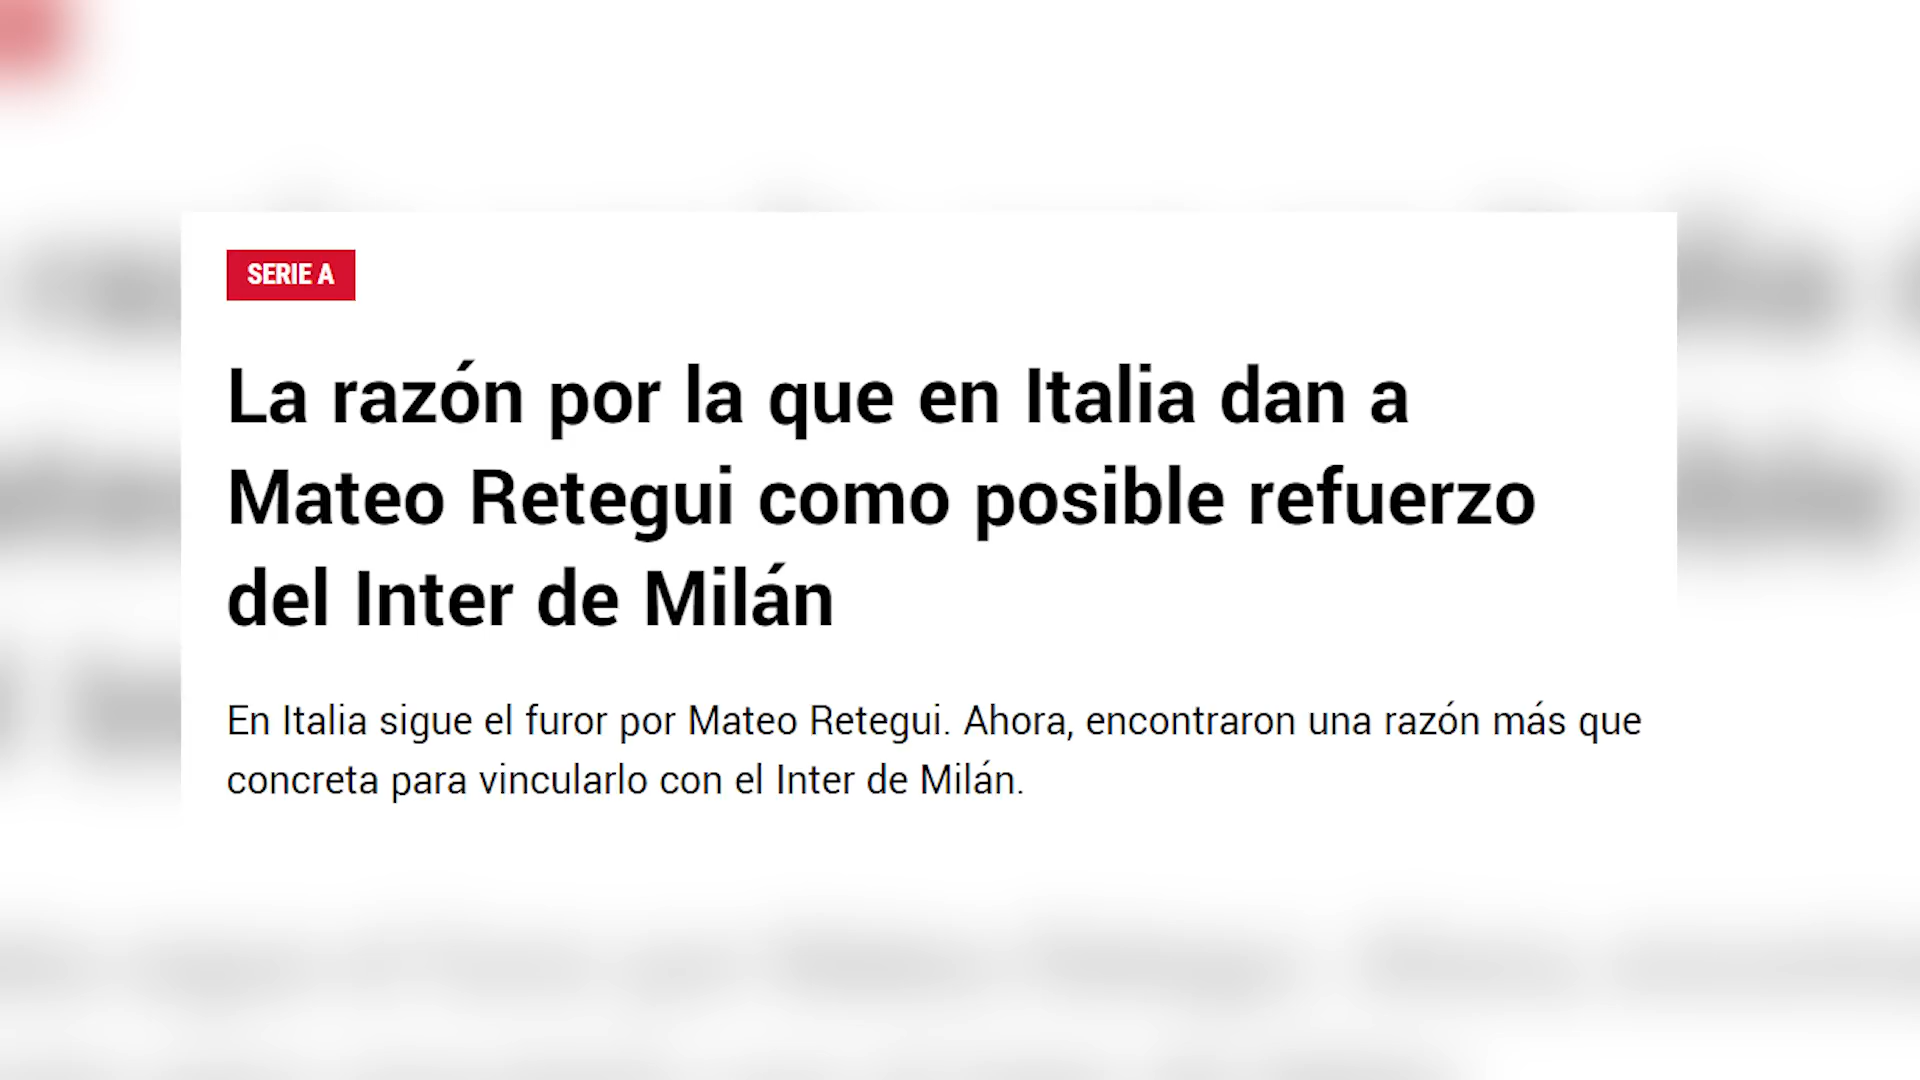 SERIE A
La razón por la que en Italia dan a
Mateo Retegui como posible refuerzo
del Inter de Milán
En Italia sigue el furor por Mateo Retegui. Ahora, encontraron una razón más que
concreta para vincularlo con el Inter de Milán.